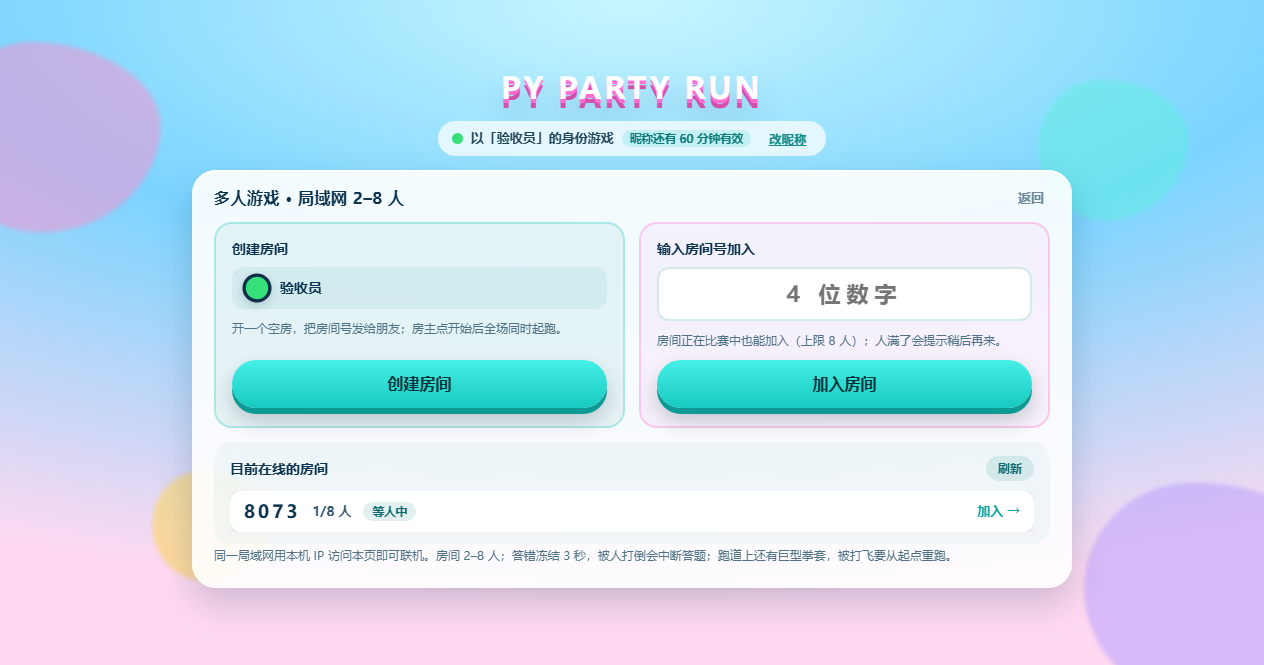 PY PARTY RUN
以「验收员」的身份游戏 昵称还有 60 分钟有效 改昵称
多人游戏 • 局域网 2–8 人 返回
创建房间
验收员
开一个空房，把房间号发给朋友；房主点开始后全场同时起跑。
创建房间
输入房间号加入
4 位数字
房间正在比赛中也能加入（上限 8 人）；人满了会提示稍后再来。
加入房间
目前在线的房间 刷新
8073 1/8 人 等人中 加入 →
同一局域网用本机 IP 访问本页即可联机。房间 2–8 人；答错冻结 3 秒，被人打倒会中断答题；跑道上还有巨型拳套，被打飞要从起点重跑。